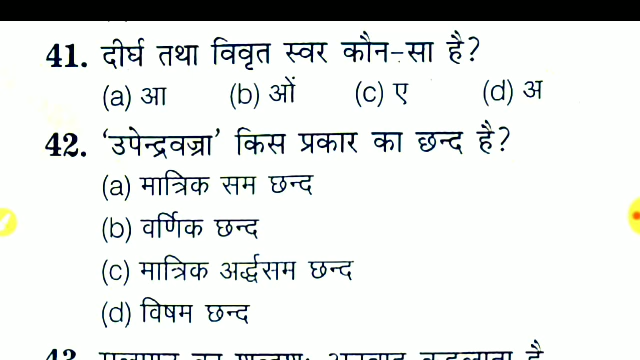 41. दीर्घ तथा विवृत स्वर कौन-सा है?
(a) आ (b) ओं (c) ए (d) अ
42. ‘उपेन्द्रवज्रा’ किस प्रकार का छन्द है?
(a) मात्रिक सम छन्द
(b) वर्णिक छन्द
(c) मात्रिक अर्द्धसम छन्द
(d) विषम छन्द